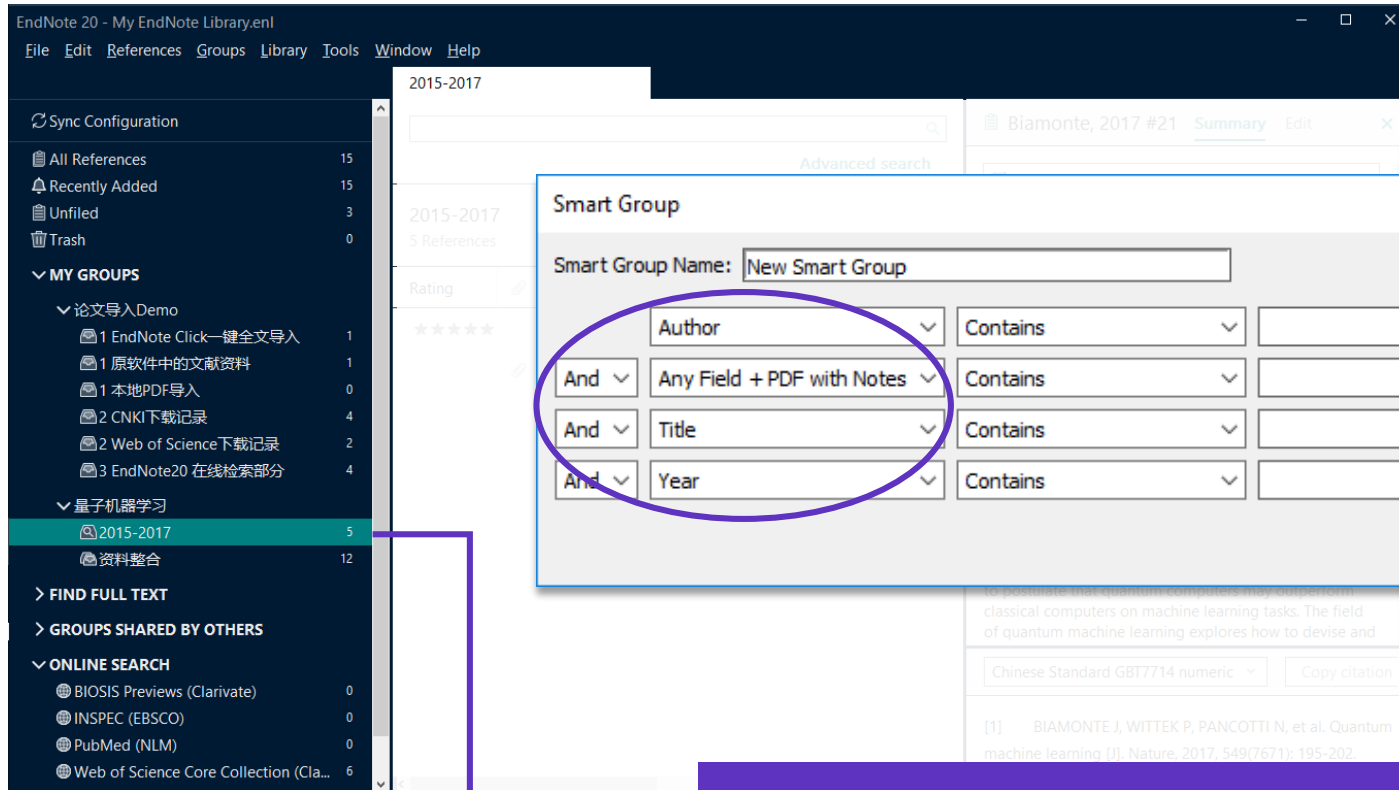 EndNote 20 - My EndNote Library.enl
File Edit References Groups Library Tools Window Help
2015-2017
Sync Configuration
All References 15
Recently Added 15
Unfiled 3
Trash 0
MY GROUPS
论文导入Demo
1 EndNote Click一键全文导入 1
1 原软件中的文献资料 1
1 本地PDF导入 0
2 CNKI下载记录 4
2 Web of Science下载记录 2
3 EndNote20 在线检索部分 4
量子机器学习
2015-2017 5
资料整合 12
FIND FULL TEXT
GROUPS SHARED BY OTHERS
ONLINE SEARCH
BIOSIS Previews (Clarivate) 0
INSPEC (EBSCO) 0
PubMed (NLM) 0
Web of Science Core Collection (Cla... 6
Advanced search
2015-2017
5 References
Rating
Smart Group
Smart Group Name: New Smart Group
Author Contains
And Any Field + PDF with Notes Contains
And Title Contains
And Year Contains
Biamonte, 2017 #21 Summary Edit
to postulate that quantum computers may outperform
classical computers on machine learning tasks. The field
of quantum machine learning explores how to devise and
Chinese Standard GBT7714 numeric Copy citation
[1] BIAMONTE J, WITTEK P, PANCOTTI N, et al. Quantum
machine learning [J]. Nature, 2017, 549(7671): 195-202.